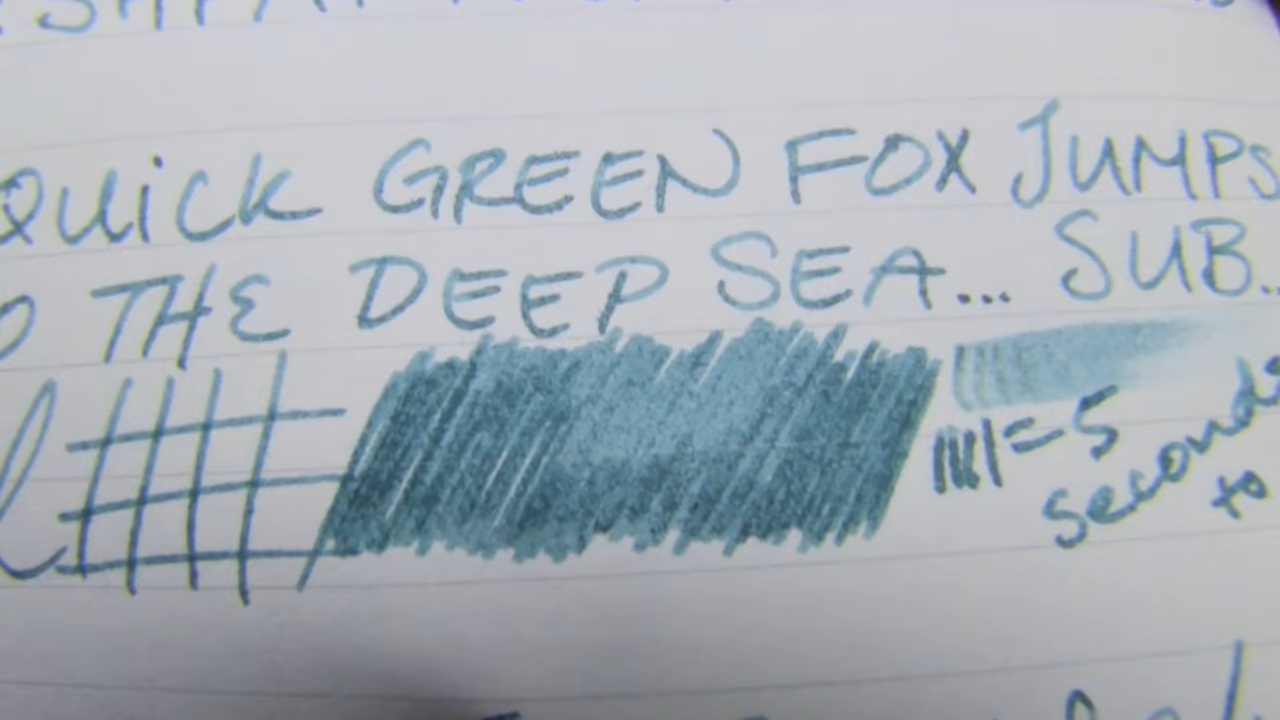 QUICK GREEN FOX JUMPS
THE DEEP SEA... SUB..
||||=5
seconds
to